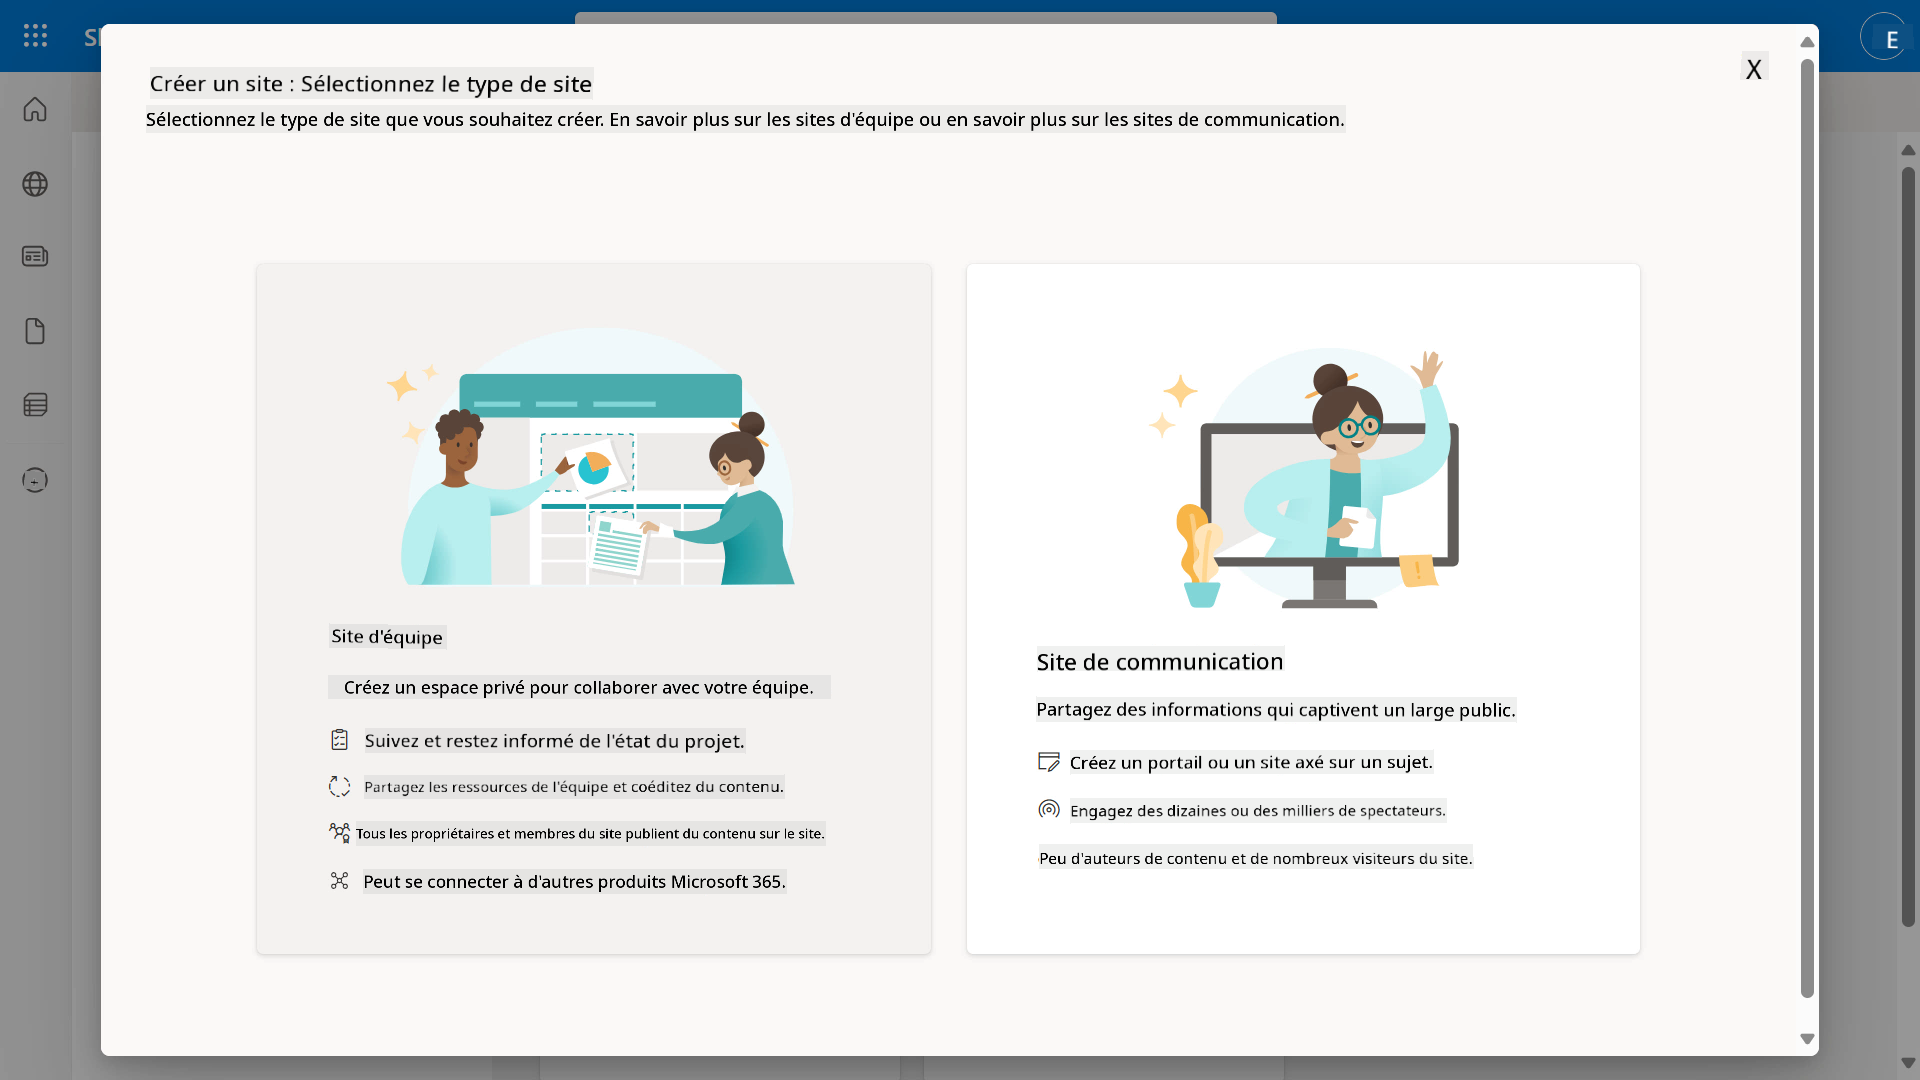 E
X
Créer un site : Sélectionnez le type de site
Sélectionnez le type de site que vous souhaitez créer. En savoir plus sur les sites d'équipe ou en savoir plus sur les sites de communication.
Site d'équipe
Créez un espace privé pour collaborer avec votre équipe.
Suivez et restez informé de l'état du projet.
Partagez les ressources de l'équipe et coéditez du contenu.
Tous les propriétaires et membres du site publient du contenu sur le site.
Peut se connecter à d'autres produits Microsoft 365.
Site de communication
Partagez des informations qui captivent un large public.
Créez un portail ou un site axé sur un sujet.
Engagez des dizaines ou des milliers de spectateurs.
Peu d'auteurs de contenu et de nombreux visiteurs du site.